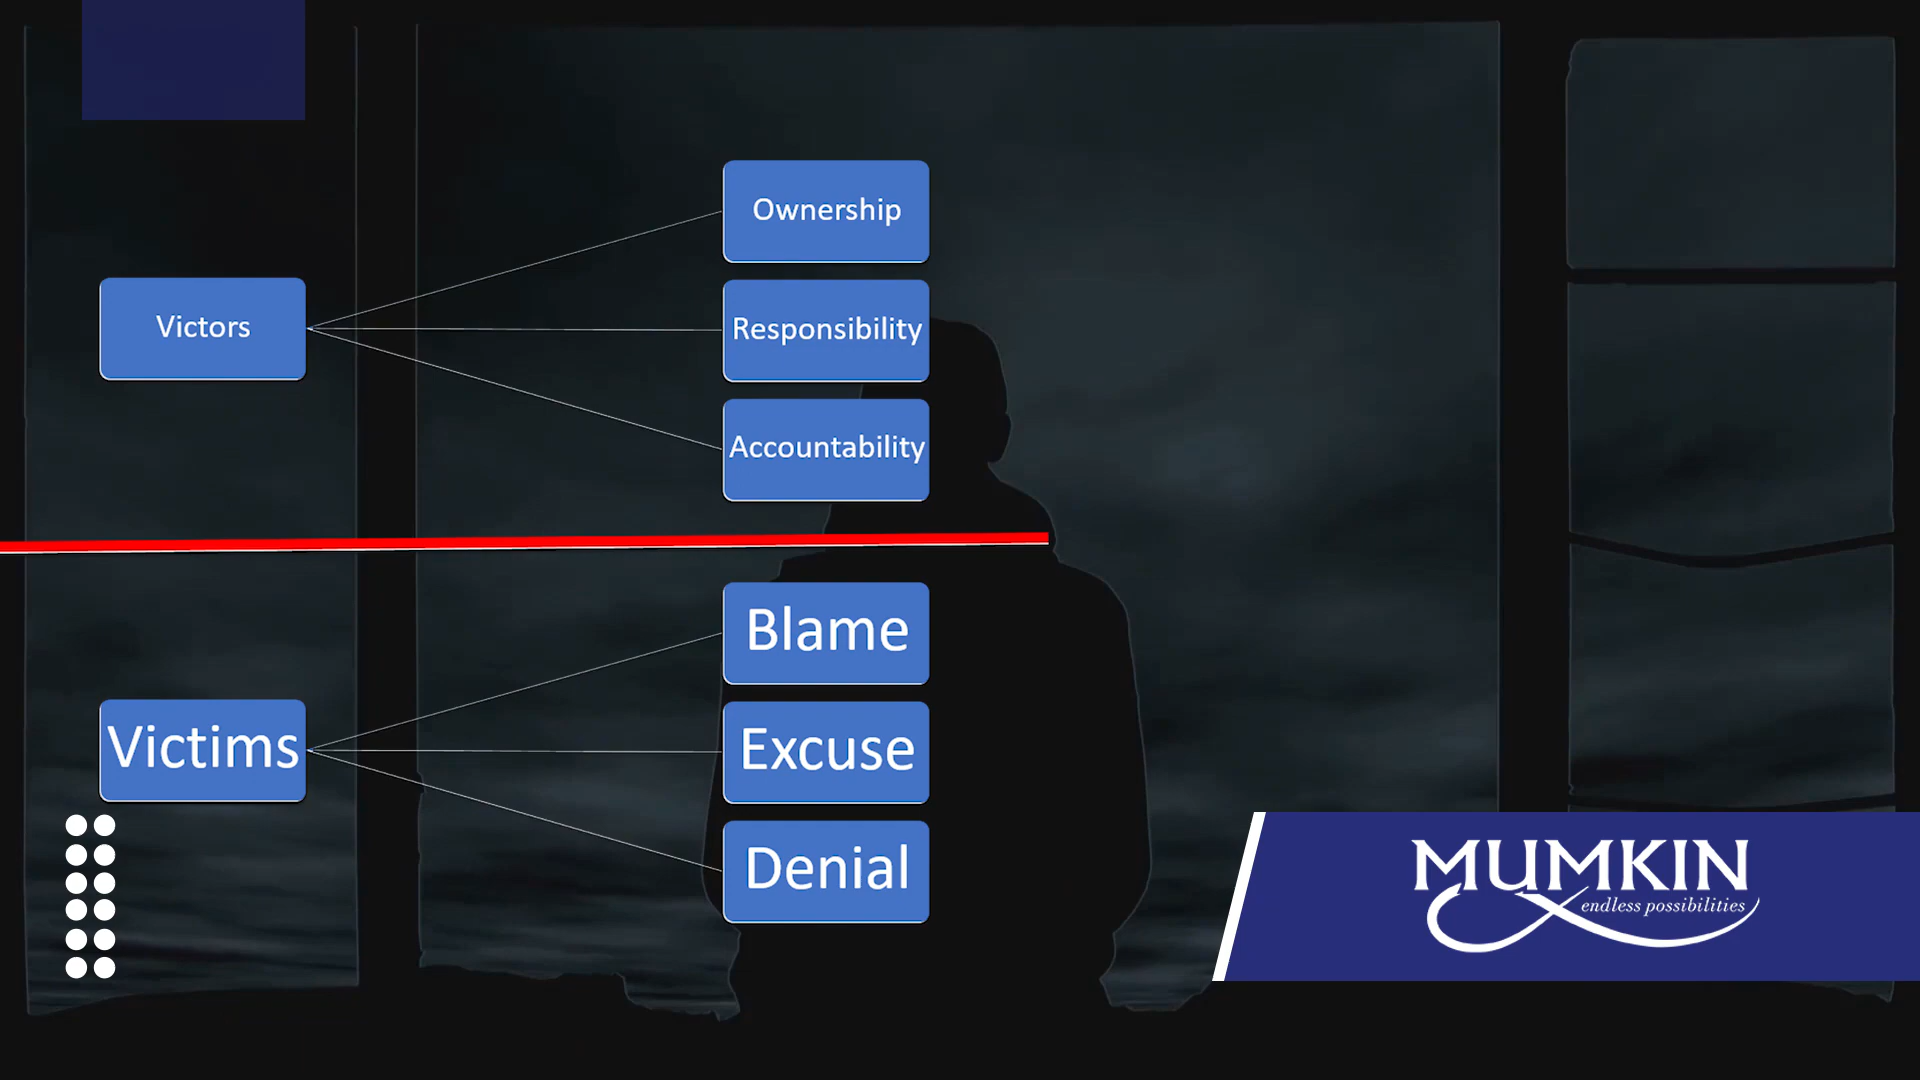 Ownership
Victors
Responsibility
Accountability
Blame
Victims
Excuse
Denial
MUMKIN
endless possibilities